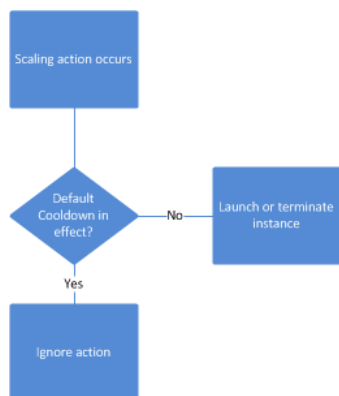 Scaling action occurs
Default
Cooldown in
effect?
No
Launch or terminate
instance
Yes
Ignore action